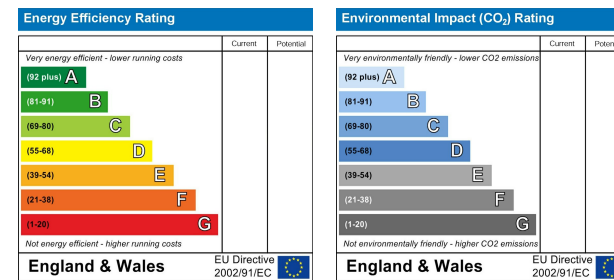 Energy Efficiency Rating
Current Potential
Very energy efficient - lower running costs
(92 plus) A
(81-91) B
(69-80) C
(55-68) D
(39-54) E
(21-38) F
(1-20) G
Not energy efficient - higher running costs
England & Wales
EU Directive
2002/91/EC
Environmental Impact (CO₂) Rating
Current Poten
Very environmentally friendly - lower CO2 emissions
(92 plus) A
(81-91) B
(69-80) C
(55-68) D
(39-54) E
(21-38) F
(1-20) G
Not environmentally friendly - higher CO2 emissions
England & Wales
EU Directive
2002/91/EC